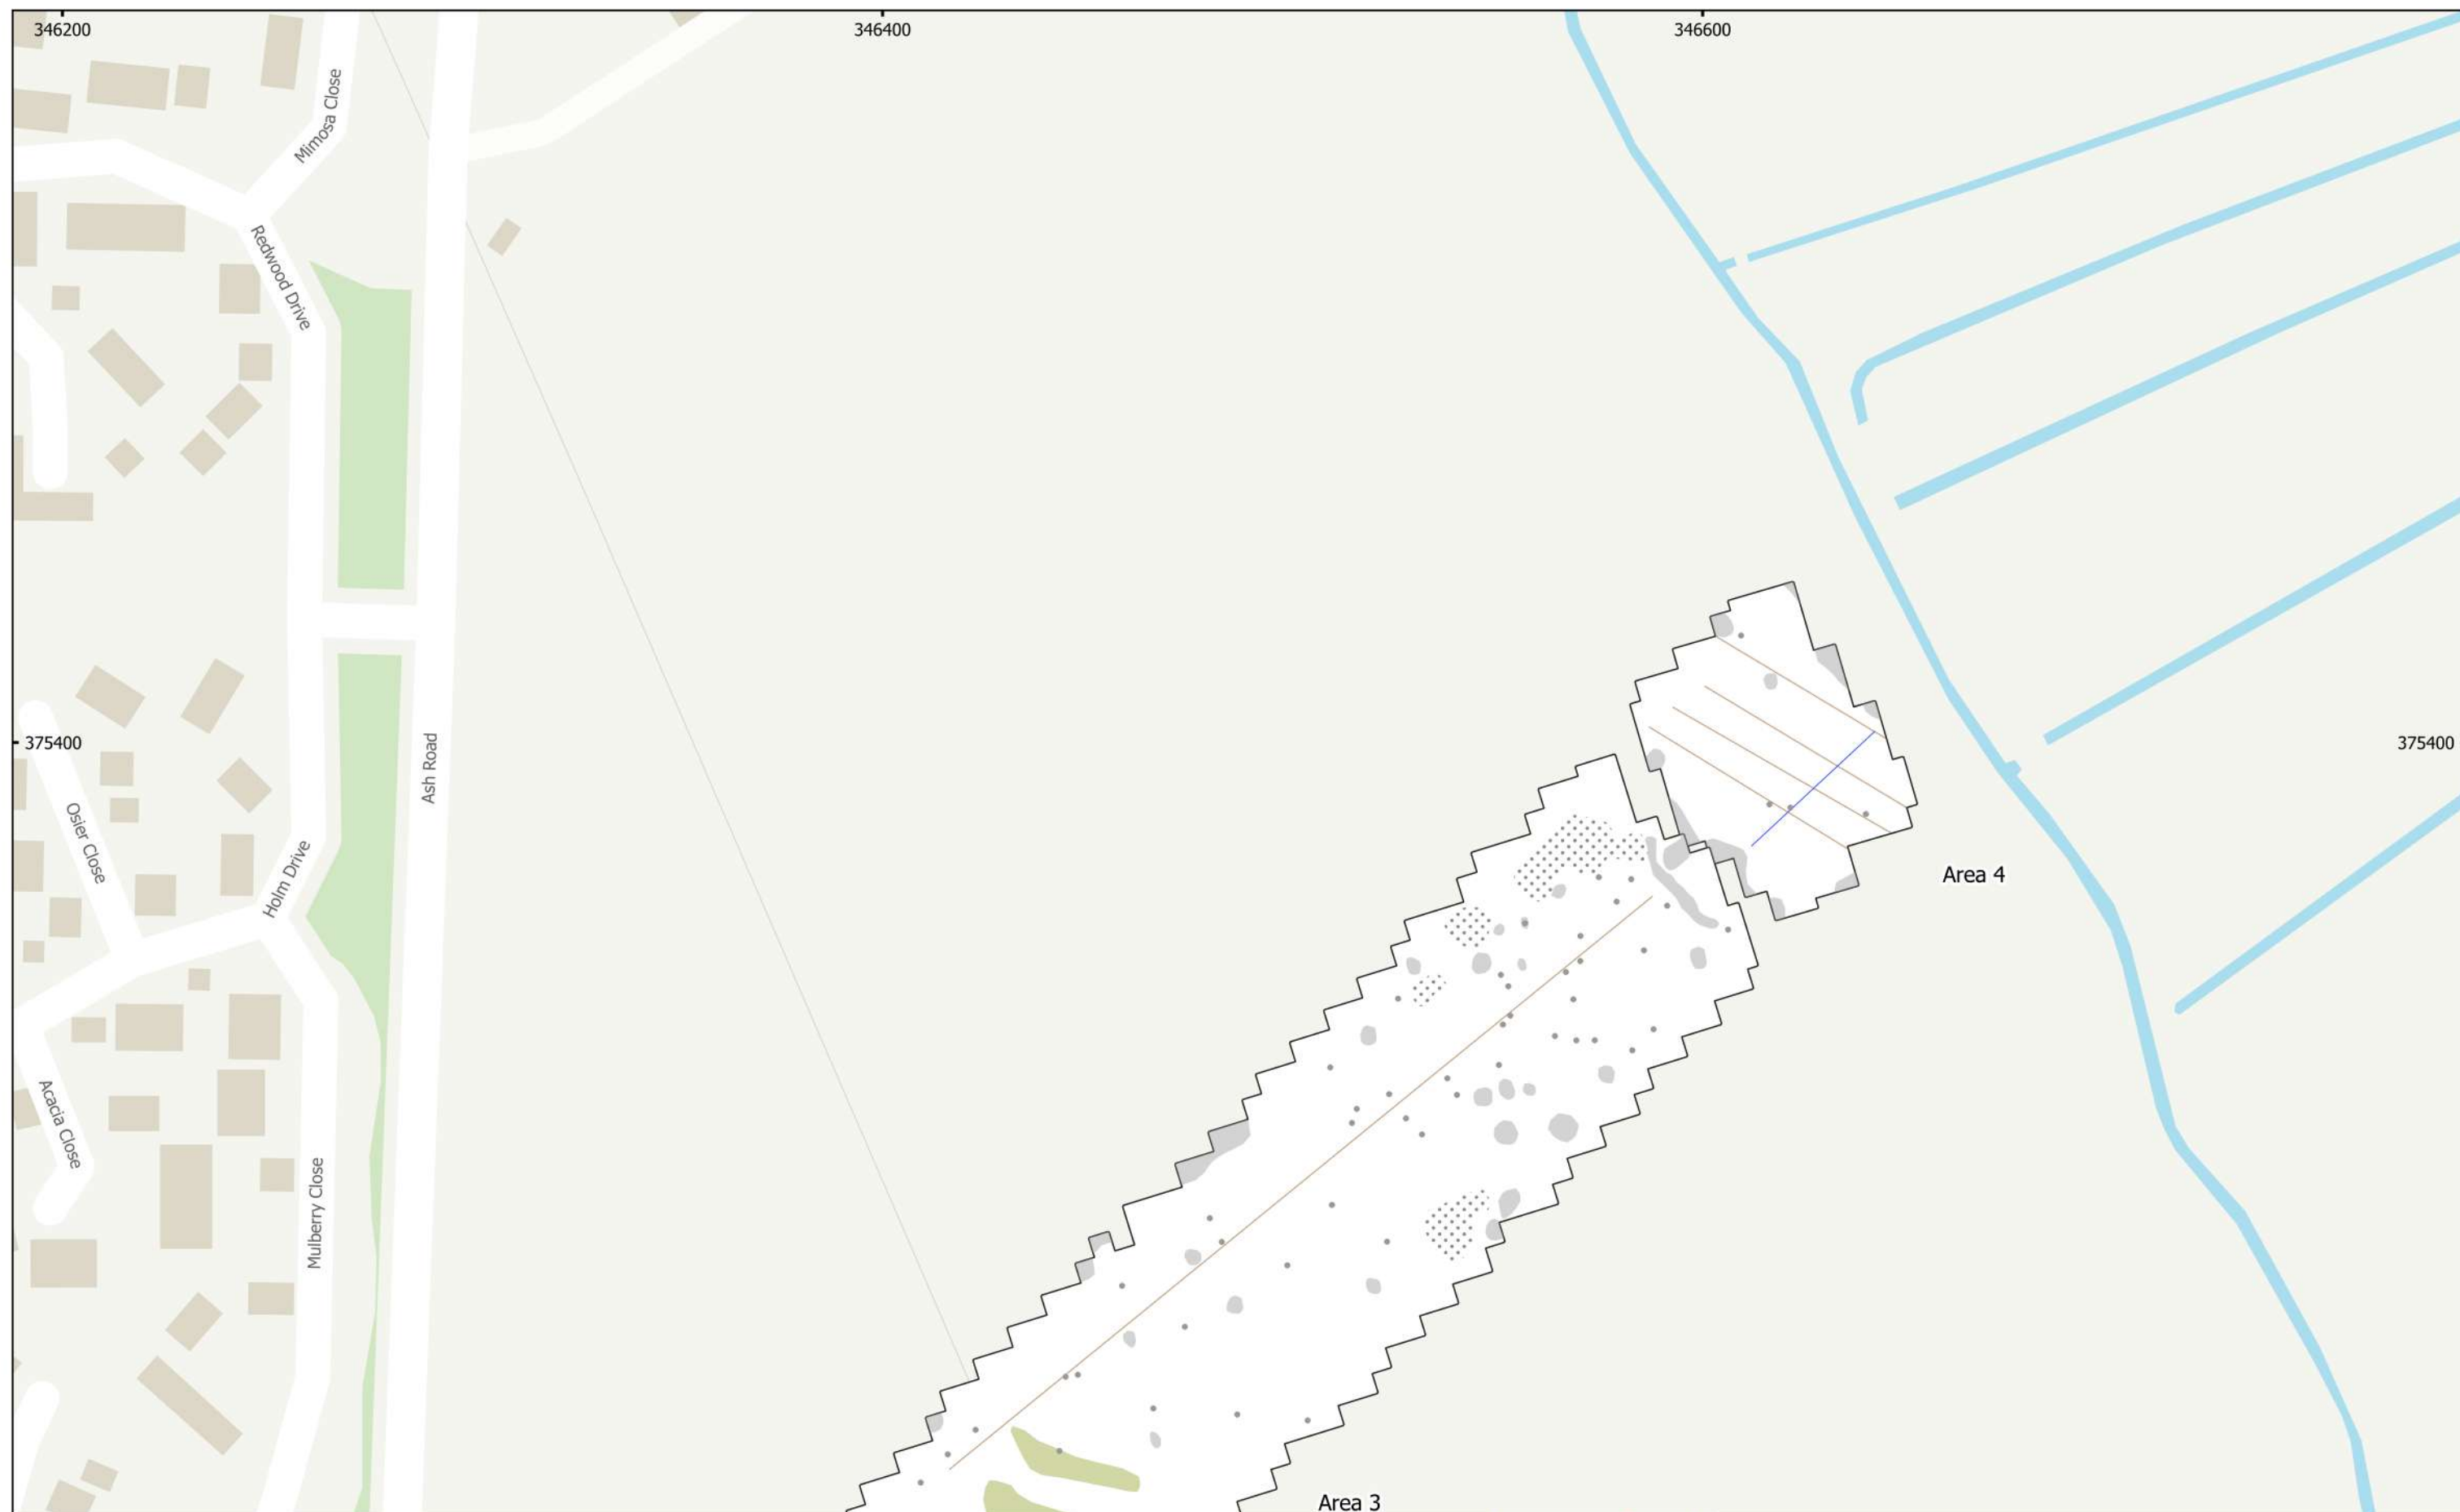 346200
346400
346600
Mimosa Close
Redwood Drive
375400
375400
Ash Road
Osier Close
Holm Drive
Area 4
Acacia Close
Mulberry Close
Area 3